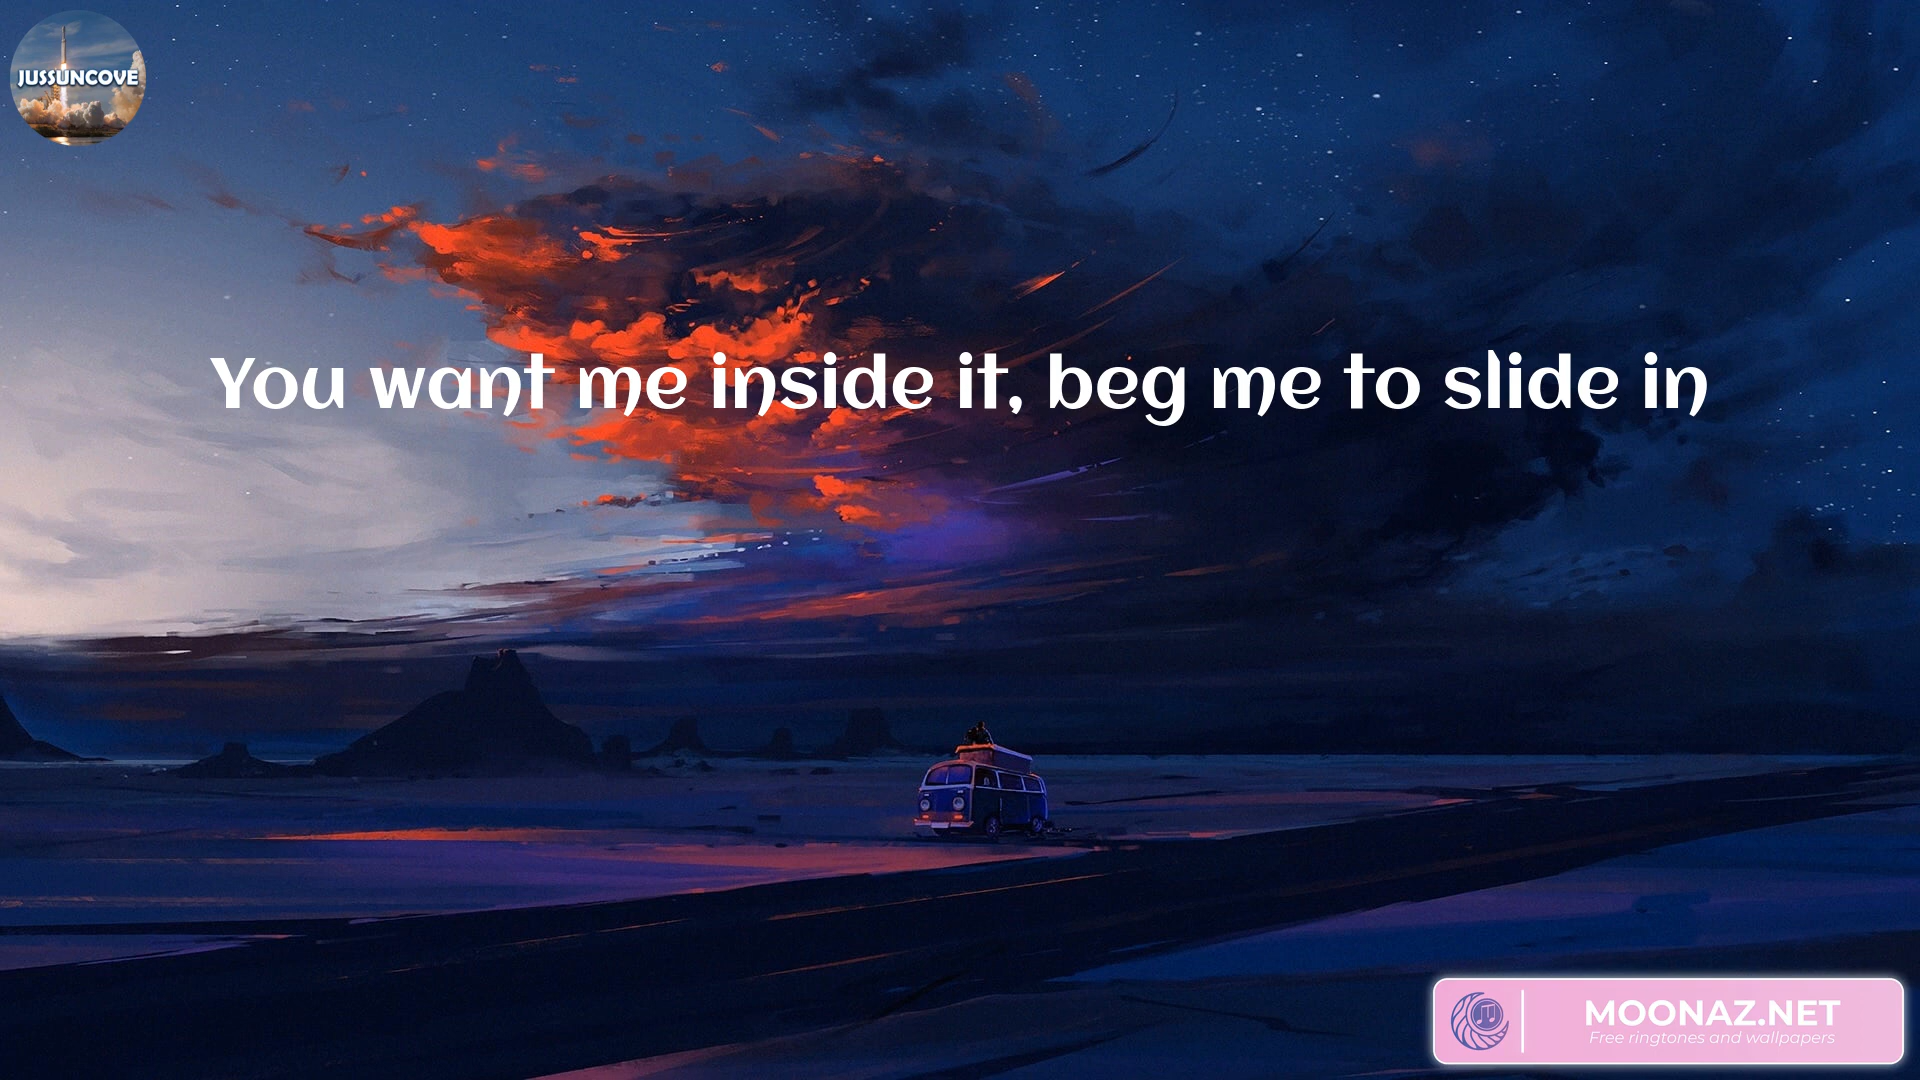 JUSSUNCOVE
You want me inside it, beg me to slide in
MOONAZ.NET
Free ringtones and wallpapers